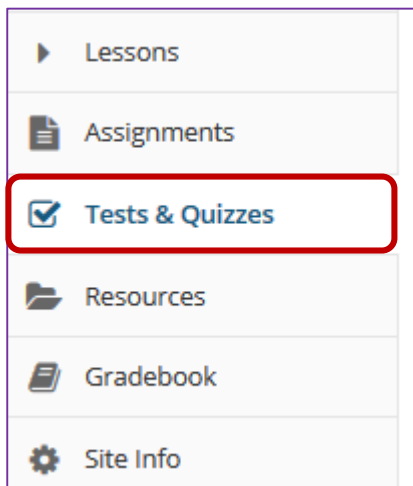 Lessons
Assignments
Tests & Quizzes
Resources
Gradebook
Site Info